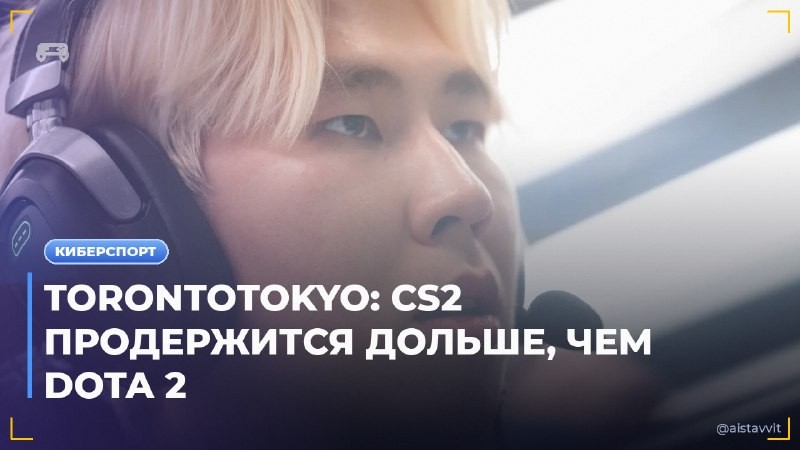 КИБЕРСПОРТ
TORONTOTOKYO: CS2
ПРОДЕРЖИТСЯ ДОЛЬШЕ, ЧЕМ
DOTA 2
@aistavvit